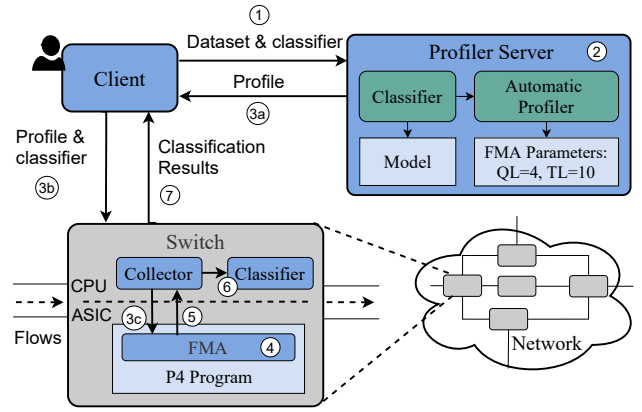 1
Dataset & classifier
Client
Profile
3a
Profiler Server
2
Classifier
Automatic
Profiler
Model
FMA Parameters:
QL=4, TL=10
Profile &
classifier
3b
Classification
Results
7
Switch
Collector
Classifier
6
CPU
ASIC
Flows
3c
5
FMA
4
P4 Program
Network